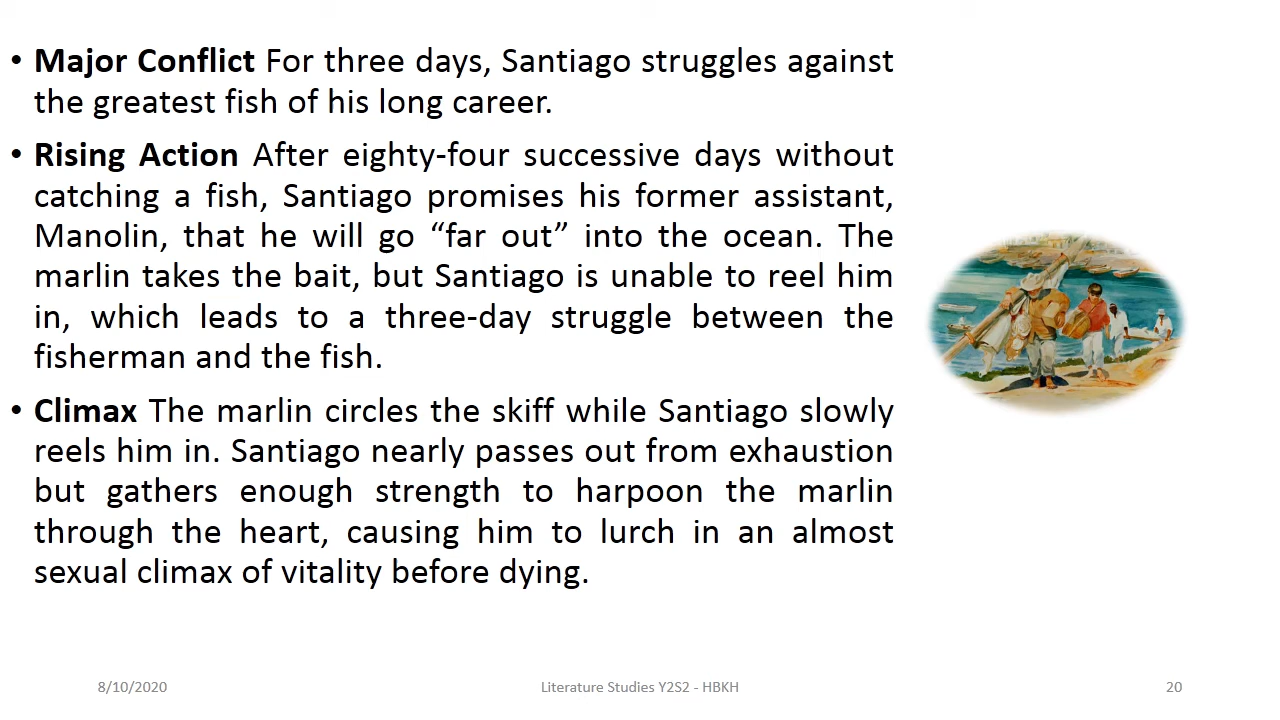 • Major Conflict For three days, Santiago struggles against
the greatest fish of his long career.
• Rising Action After eighty-four successive days without
catching a fish, Santiago promises his former assistant,
Manolin, that he will go “far out” into the ocean. The
marlin takes the bait, but Santiago is unable to reel him
in, which leads to a three-day struggle between the
fisherman and the fish.
• Climax The marlin circles the skiff while Santiago slowly
reels him in. Santiago nearly passes out from exhaustion
but gathers enough strength to harpoon the marlin
through the heart, causing him to lurch in an almost
sexual climax of vitality before dying.
8/10/2020
Literature Studies Y2S2 - HBKH
20